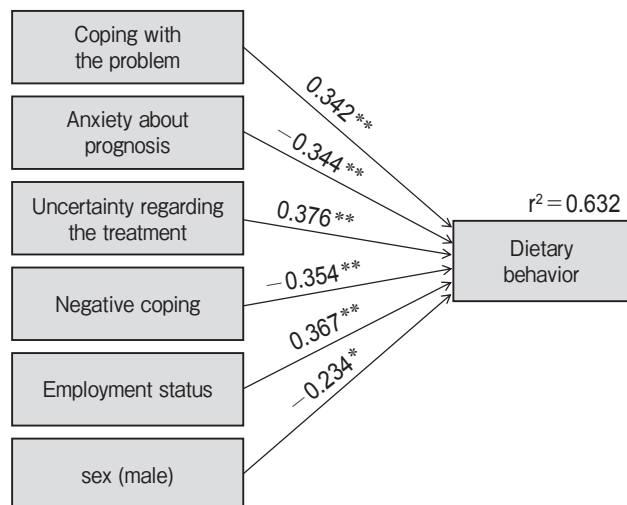 Coping with
the problem
Anxiety about
prognosis
Uncertainty regarding
the treatment
Negative coping
Employment status
sex (male)
0.342**
−0.344**
0.376**
−0.354**
0.367**
−0.234*
r² = 0.632
Dietary
behavior